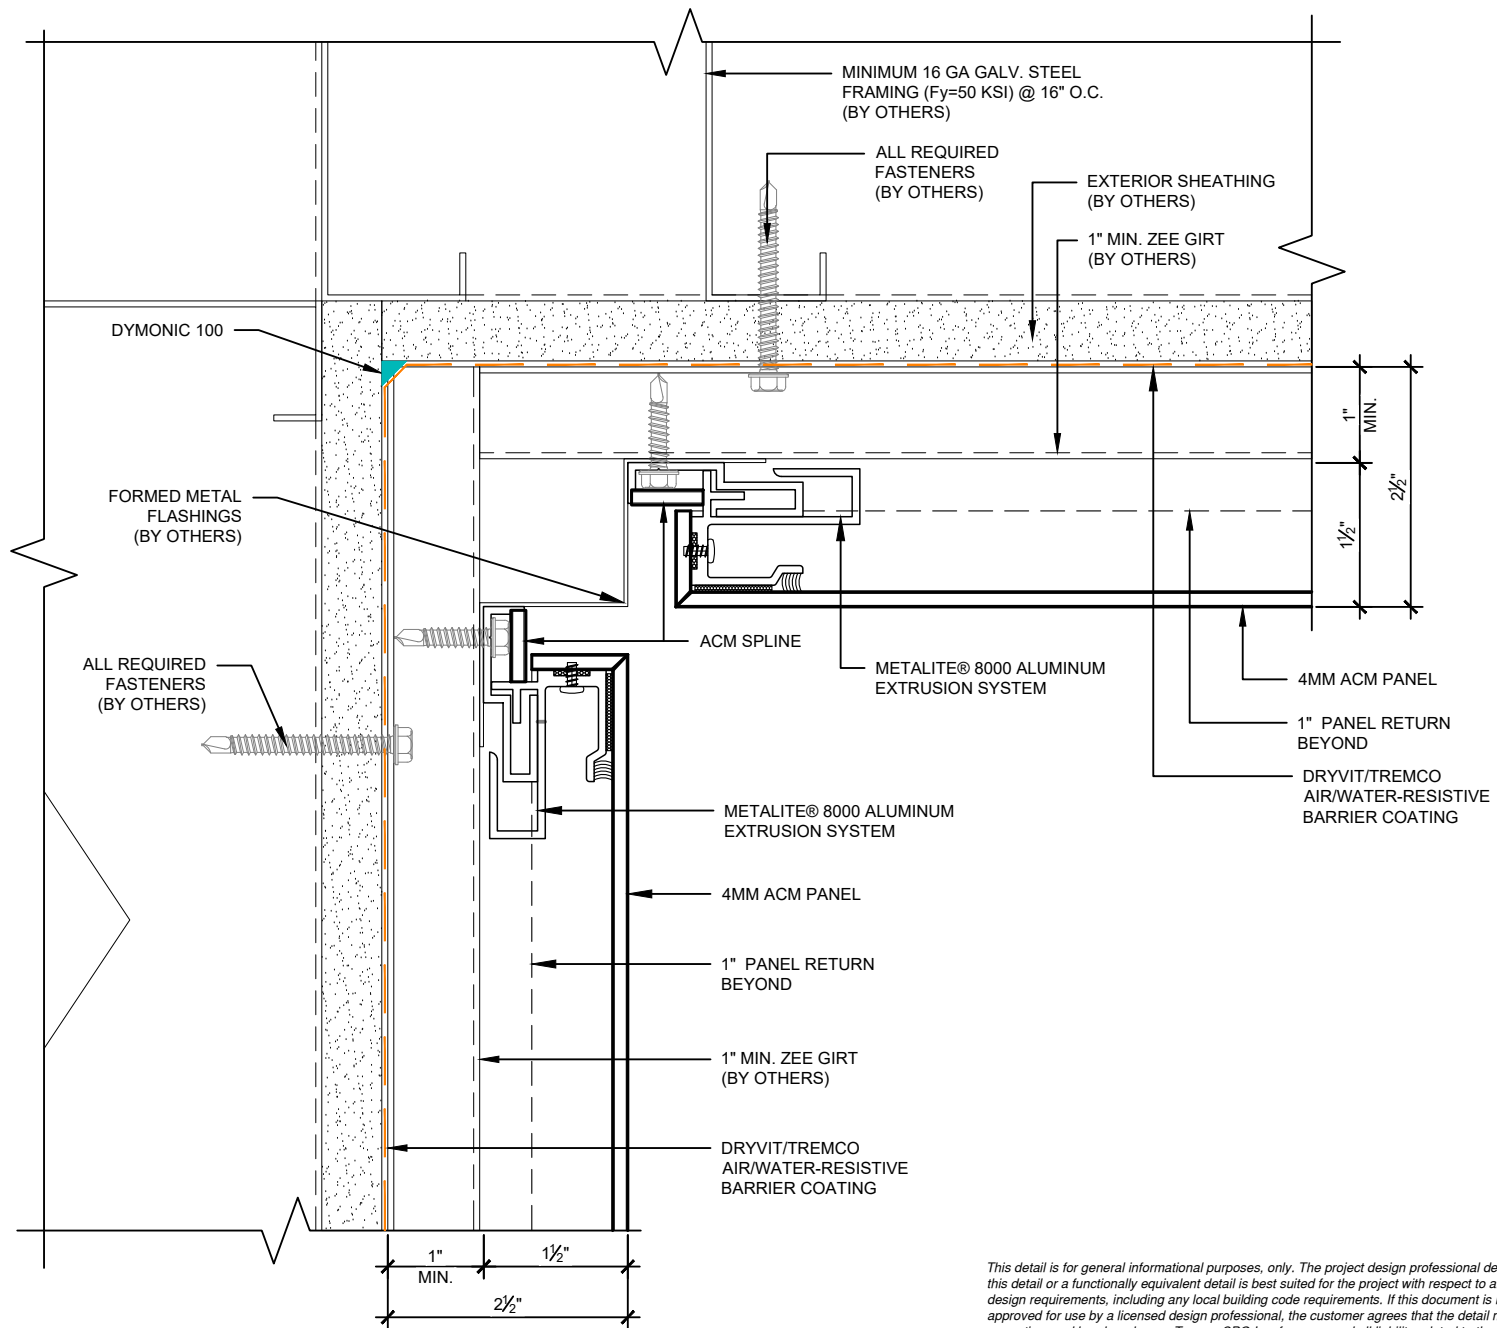 MINIMUM 16 GA GALV. STEEL
FRAMING (Fy=50 KSI) @ 16" O.C.
(BY OTHERS)
ALL REQUIRED
FASTENERS
(BY OTHERS)
EXTERIOR SHEATHING
(BY OTHERS)
1" MIN. ZEE GIRT
(BY OTHERS)
DYMONIC 100
1"
MIN.
2½"
1½"
FORMED METAL
FLASHINGS
(BY OTHERS)
ACM SPLINE
ALL REQUIRED
FASTENERS
(BY OTHERS)
METALITE® 8000 ALUMINUM
EXTRUSION SYSTEM
4MM ACM PANEL
1" PANEL RETURN
BEYOND
DRYVIT/TREMCO
AIR/WATER-RESISTIVE
BARRIER COATING
METALITE® 8000 ALUMINUM
EXTRUSION SYSTEM
4MM ACM PANEL
1" PANEL RETURN
BEYOND
1" MIN. ZEE GIRT
(BY OTHERS)
DRYVIT/TREMCO
AIR/WATER-RESISTIVE
BARRIER COATING
1"
MIN.
1½"
2½"
This detail is for general informational purposes, only. The project design professional de
this detail or a functionally equivalent detail is best suited for the project with respect to a
design requirements, including any local building code requirements. If this document is
approved for use by a licensed design professional, the customer agrees that the detail